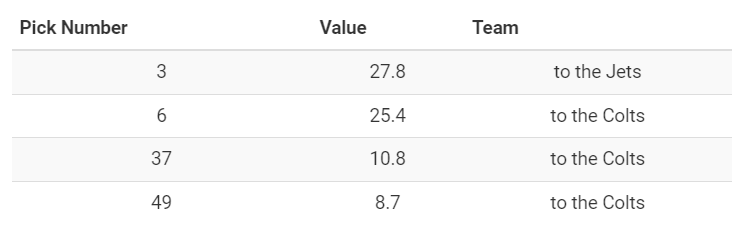 Pick Number Value Team
3 27.8 to the Jets
6 25.4 to the Colts
37 10.8 to the Colts
49 8.7 to the Colts